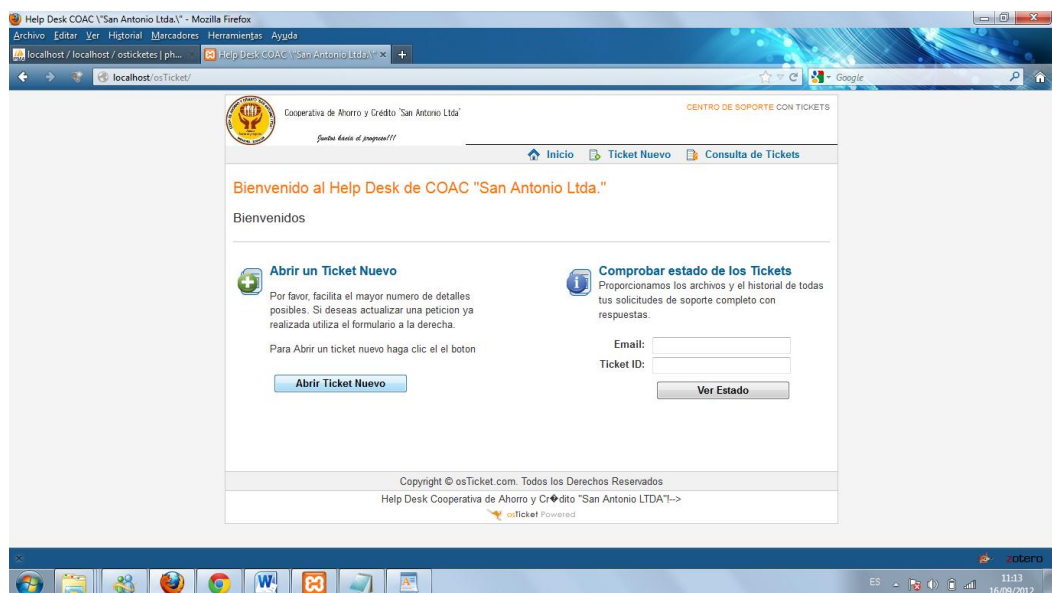 Help Desk COAC \"San Antonio Ltda.\" - Mozilla Firefox
Archivo Editar Ver Historial Marcadores Herramientas Ayuda
localhost / localhost / osticketes | ph...
Help Desk COAC \"San Antonio Ltda.\"
localhost/osTicket/
Google
Cooperativa de Ahorro y Crédito "San Antonio Ltda"
Juntos hacia el progreso!!!
CENTRO DE SOPORTE CON TICKETS
Inicio Ticket Nuevo Consulta de Tickets
Bienvenido al Help Desk de COAC "San Antonio Ltda."
Bienvenidos
Abrir un Ticket Nuevo
Por favor, facilita el mayor numero de detalles
posibles. Si deseas actualizar una peticion ya
realizada utiliza el formulario a la derecha.
Para Abrir un ticket nuevo haga clic el el boton
Abrir Ticket Nuevo
Comprobar estado de los Tickets
Proporcionamos los archivos y el historial de todas
tus solicitudes de soporte completo con
respuestas.
Email:
Ticket ID:
Ver Estado
Copyright © osTicket.com. Todos los Derechos Reservados
Help Desk Cooperativa de Ahorro y Cr�dito "San Antonio LTDA"!-->
osTicket Powered
zotero
ES
11:13
16/09/2012